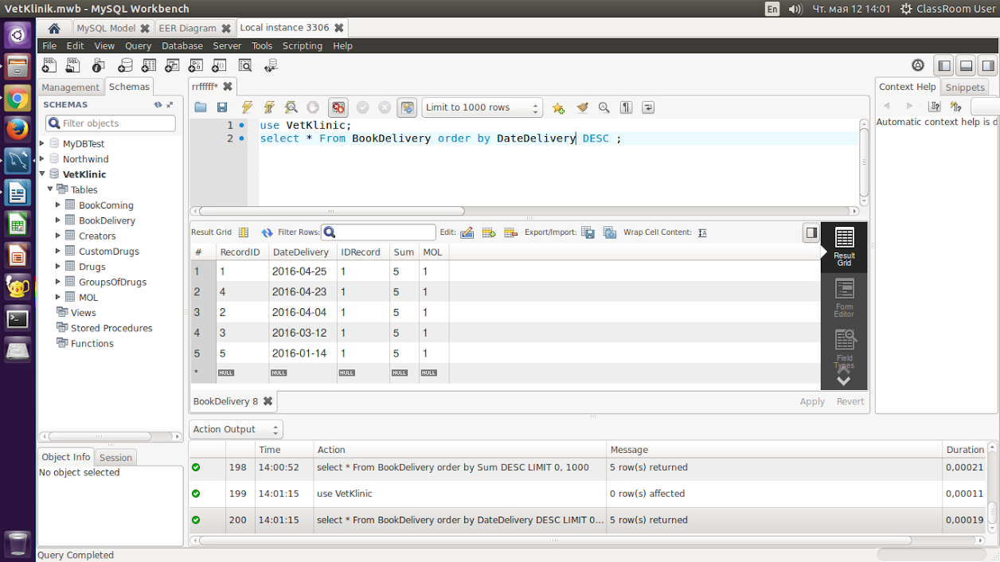 VetKlinik.mwb - MySQL Workbench
En
Чт. мая 12 14:01
ClassRoom User
MySQL Model
EER Diagram
Local instance 3306
File Edit View Query Database Server Tools Scripting Help
Management
Schemas
rrfffff*
Context Help
Snippets
SCHEMAS
Limit to 1000 rows
Filter objects
Automatic context help is d
1 use VetKlinic;
2 select * From BookDelivery order by DateDelivery DESC ;
MyDBTest
Northwind
VetKlinic
Tables
BookComing
BookDelivery
Creators
CustomDrugs
Drugs
GroupsOfDrugs
MOL
Views
Stored Procedures
Functions
Result Grid
Filter Rows:
Edit:
Export/Import:
Wrap Cell Content:
# RecordID DateDelivery IDRecord Sum MOL
1 1 2016-04-25 1 5 1
2 4 2016-04-23 1 5 1
3 2 2016-04-04 1 5 1
4 3 2016-03-12 1 5 1
5 5 2016-01-14 1 5 1
* NULL NULL NULL NULL NULL
Result
Grid
Form
Editor
Field
Types
BookDelivery 8
Apply
Revert
Action Output
Time Action Message Duration
198 14:00:52 select * From BookDelivery order by Sum DESC LIMIT 0, 1000 5 row(s) returned 0,00021
199 14:01:15 use VetKlinic 0 row(s) affected 0,00011
200 14:01:15 select * From BookDelivery order by DateDelivery DESC LIMIT 0... 5 row(s) returned 0,00019
Object Info
Session
No object selected
Query Completed